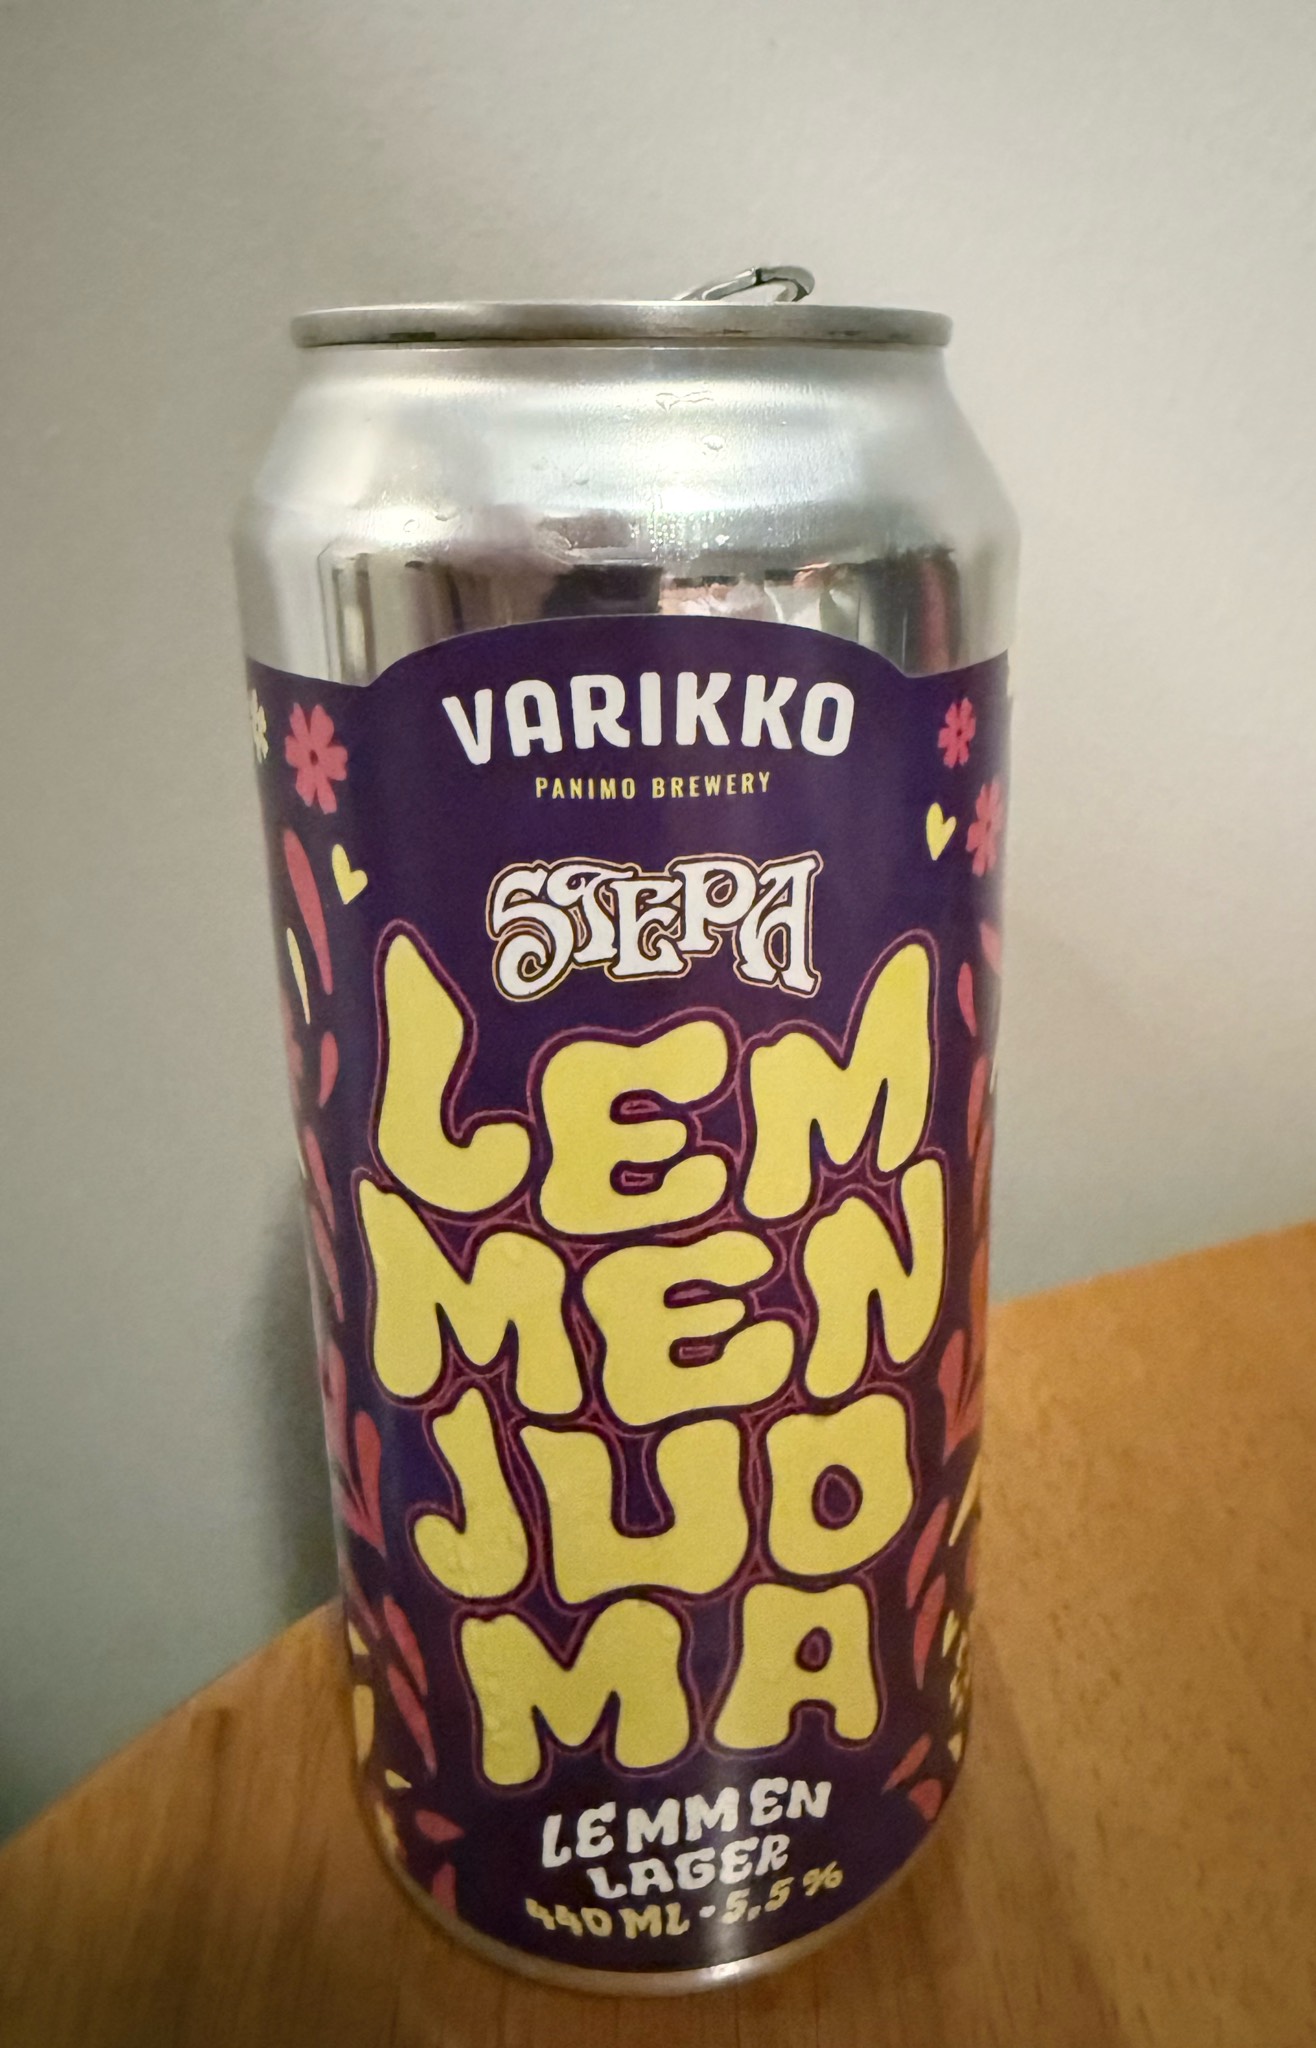 VARIKKO
PANIMO BREWERY
STEPA
LEM
MEN
JUO
MA
LEMMEN
LAGER
440 ML · 5.5 %